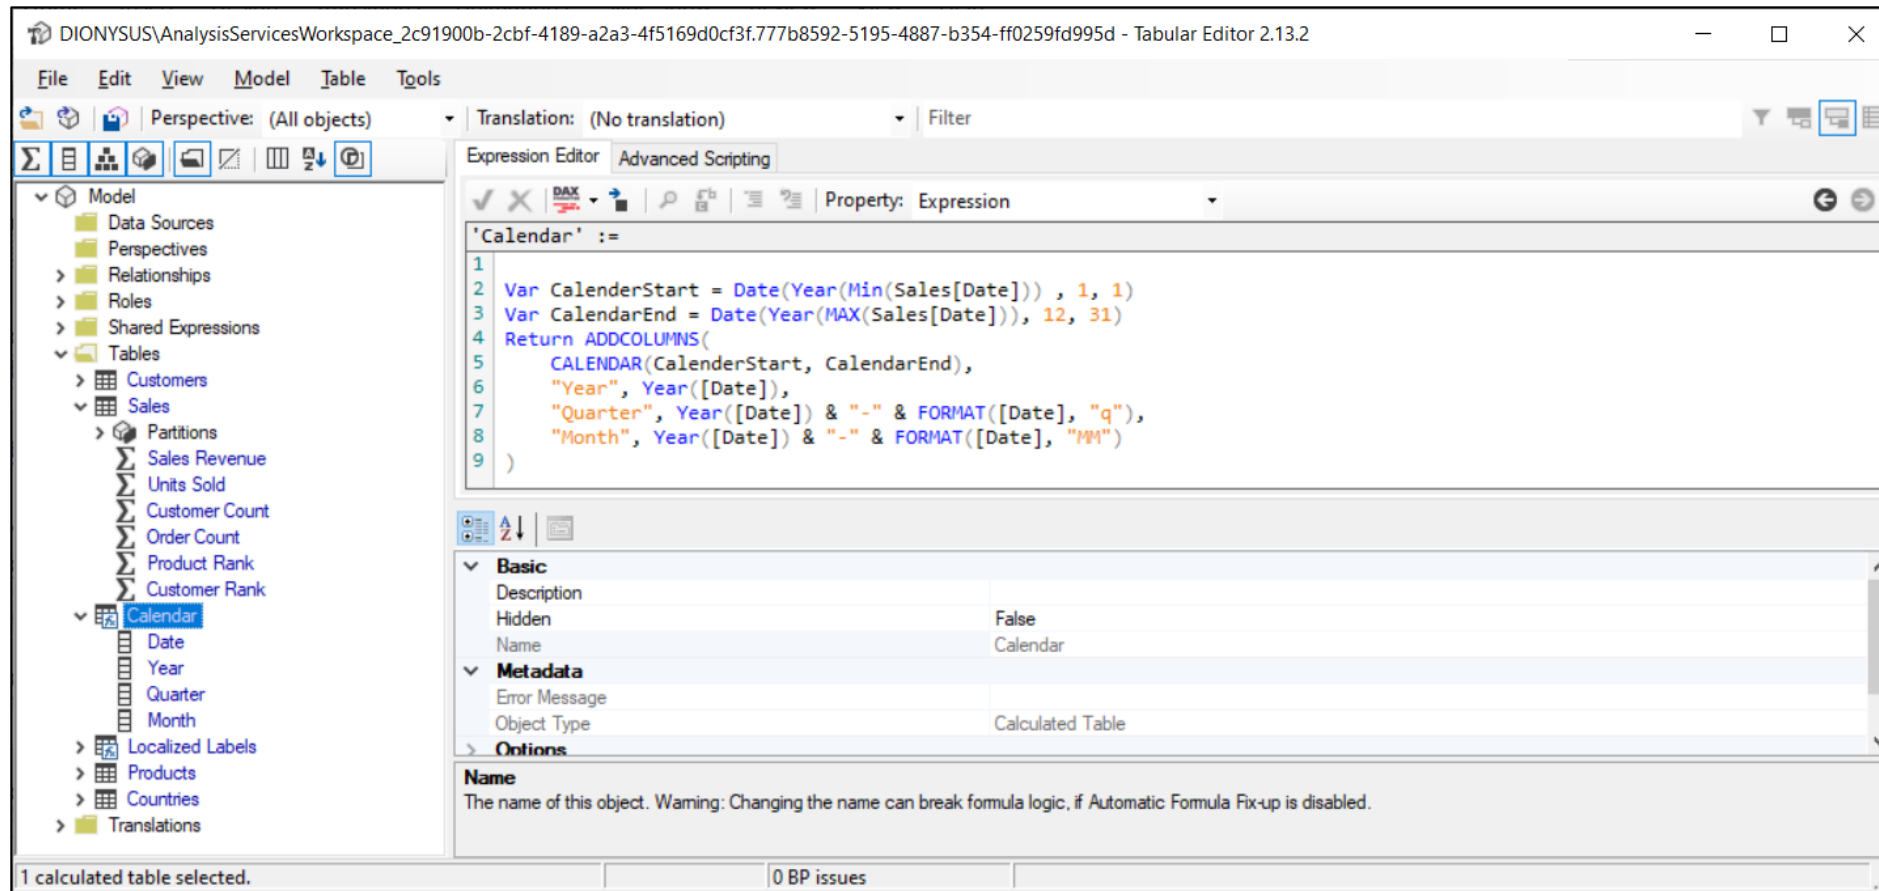 DIONYSUS\AnalysisServicesWorkspace_2c91900b-2cbf-4189-a2a3-4f5169d0cf3f.777b8592-5195-4887-b354-ff0259fd995d - Tabular Editor 2.13.2
File Edit View Model Table Tools
Perspective: (All objects) Translation: (No translation) Filter
Expression Editor Advanced Scripting
DAX Property: Expression
'Calendar' :=
1
2 Var CalenderStart = Date(Year(Min(Sales[Date])) , 1, 1)
3 Var CalendarEnd = Date(Year(MAX(Sales[Date])), 12, 31)
4 Return ADDCOLUMNS(
5 CALENDAR(CalenderStart, CalendarEnd),
6 "Year", Year([Date]),
7 "Quarter", Year([Date]) & "-" & FORMAT([Date], "q"),
8 "Month", Year([Date]) & "-" & FORMAT([Date], "MM")
9 )
Model
Data Sources
Perspectives
Relationships
Roles
Shared Expressions
Tables
Customers
Sales
Partitions
Sales Revenue
Units Sold
Customer Count
Order Count
Product Rank
Customer Rank
Calendar
Date
Year
Quarter
Month
Localized Labels
Products
Countries
Translations
Basic
Description
Hidden False
Name Calendar
Metadata
Error Message
Object Type Calculated Table
Options
Name
The name of this object. Warning: Changing the name can break formula logic, if Automatic Formula Fix-up is disabled.
1 calculated table selected. 0 BP issues